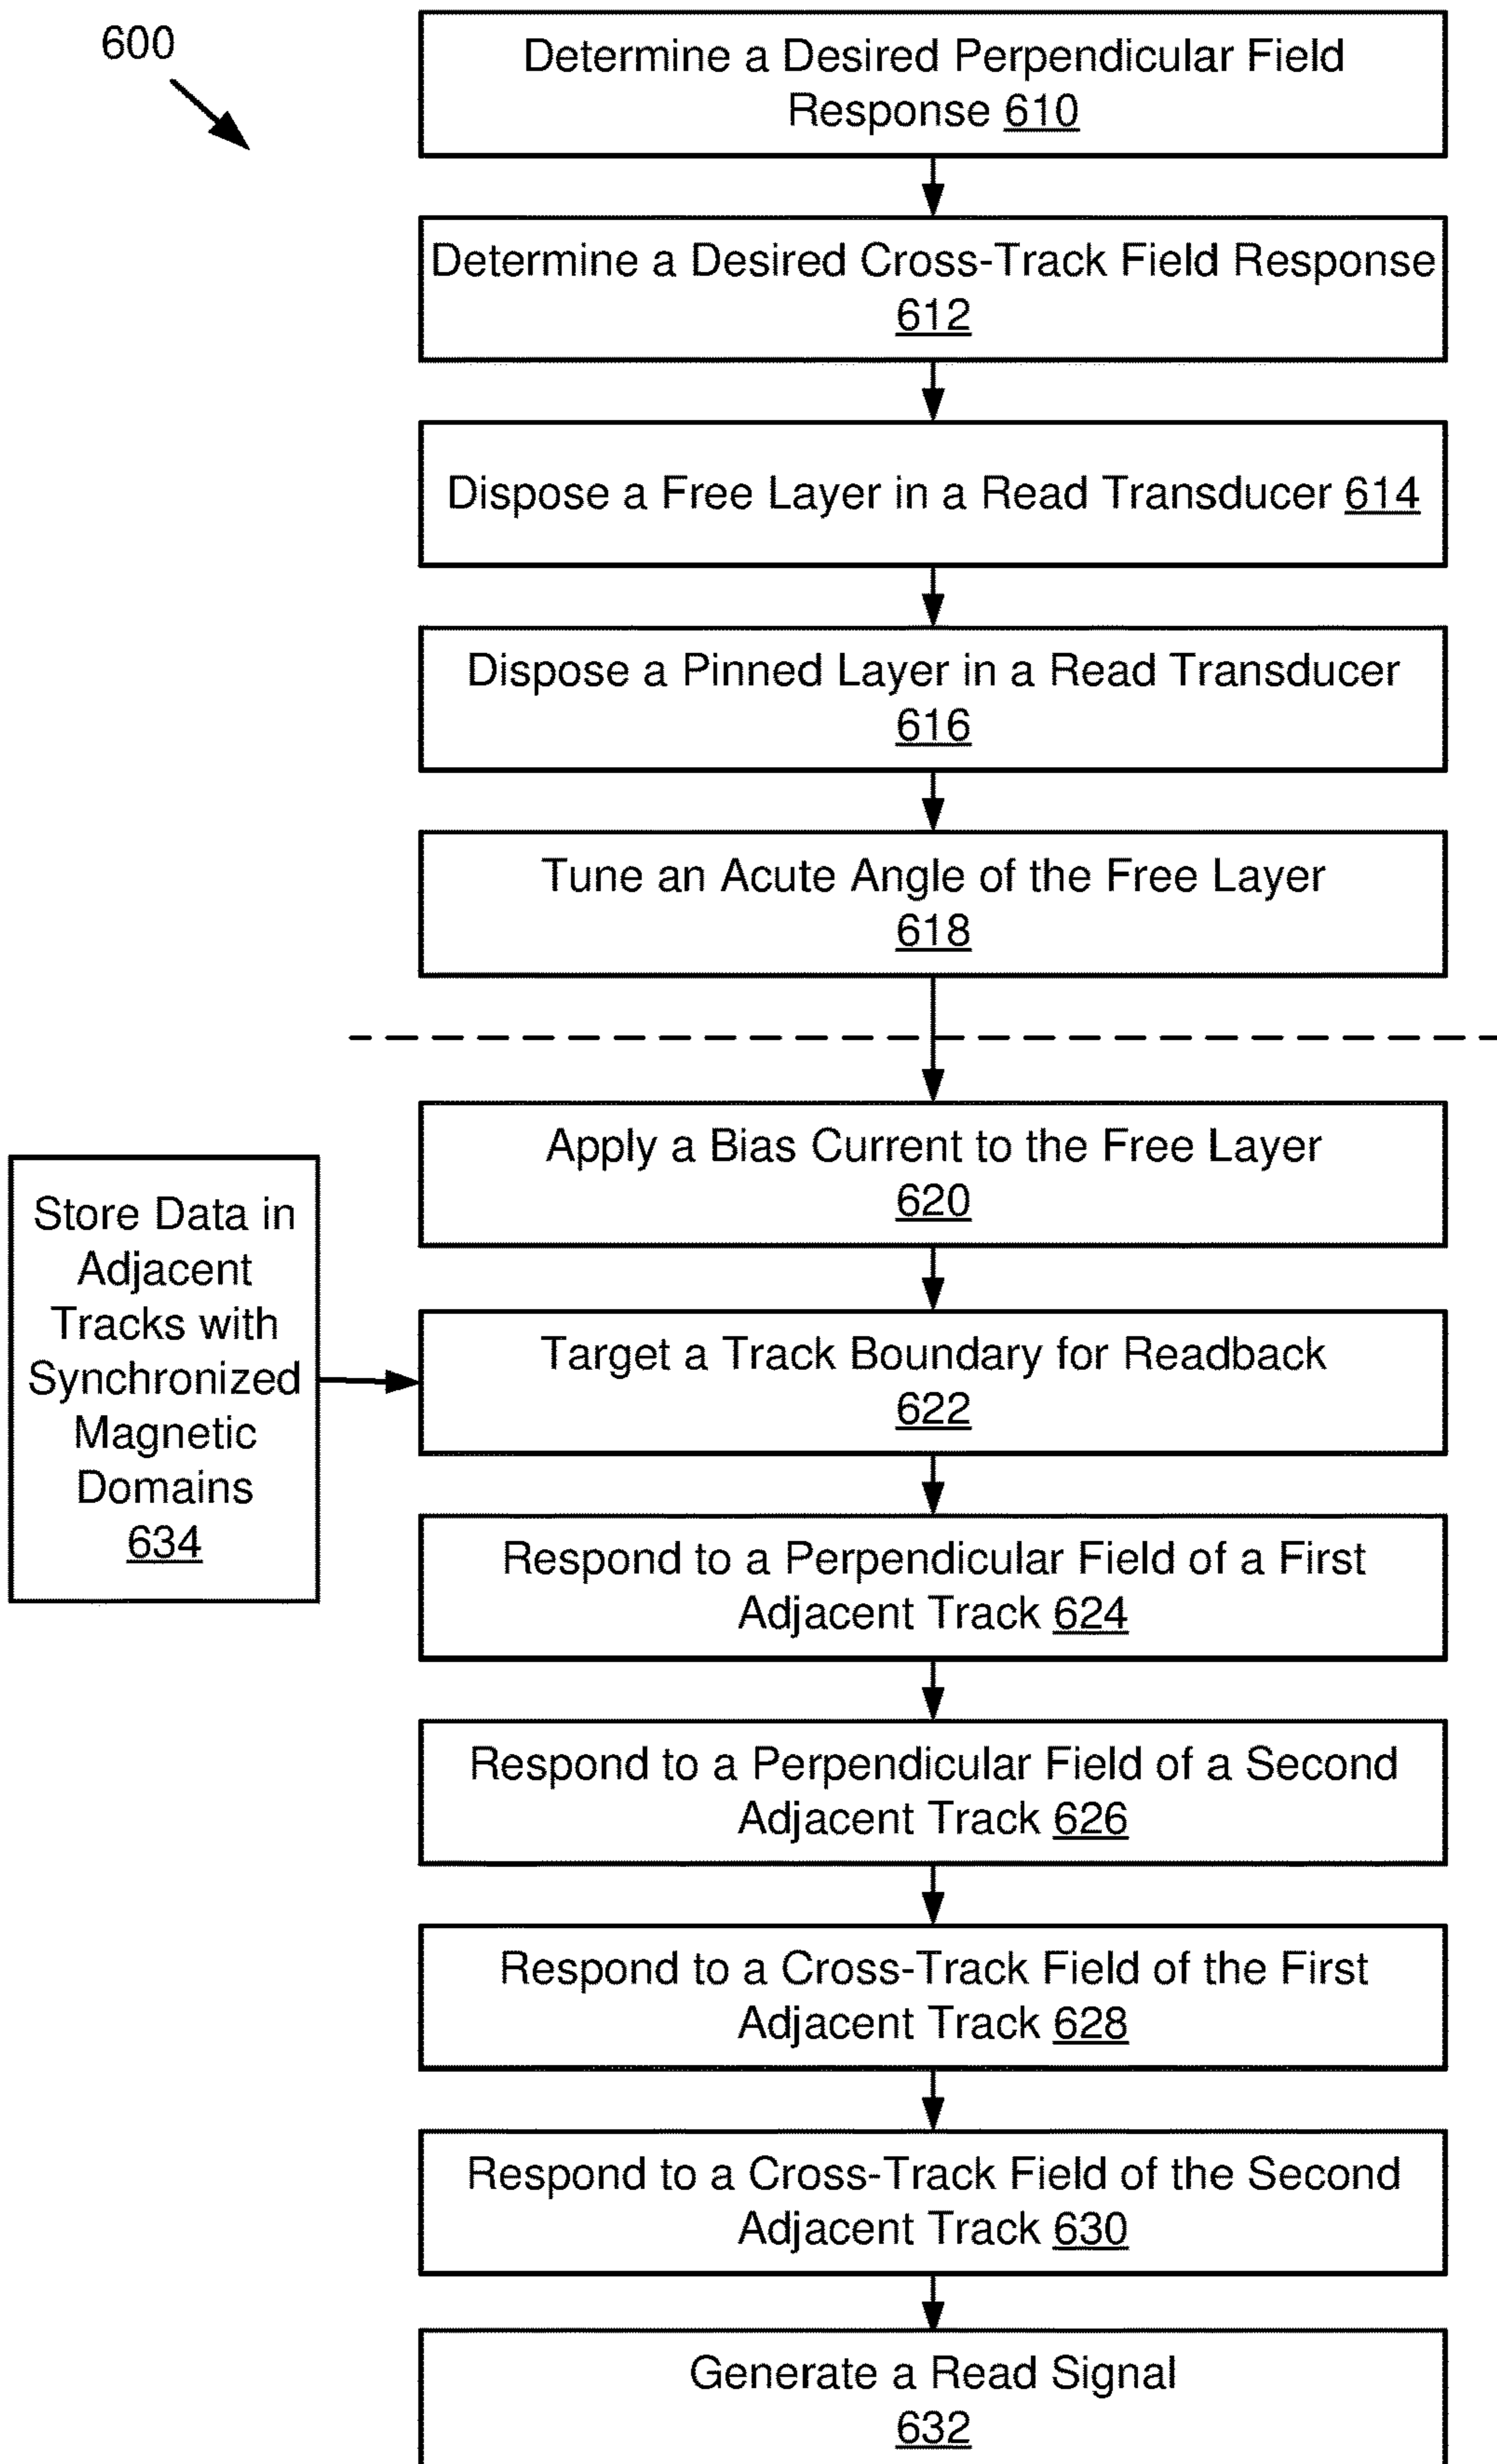 600
Determine a Desired Perpendicular Field
Response 610
Determine a Desired Cross-Track Field Response
612
Dispose a Free Layer in a Read Transducer 614
Dispose a Pinned Layer in a Read Transducer
616
Tune an Acute Angle of the Free Layer
618
Apply a Bias Current to the Free Layer
620
Store Data in
Adjacent
Tracks with
Synchronized
Magnetic
Domains
634
Target a Track Boundary for Readback
622
Respond to a Perpendicular Field of a First
Adjacent Track 624
Respond to a Perpendicular Field of a Second
Adjacent Track 626
Respond to a Cross-Track Field of the First
Adjacent Track 628
Respond to a Cross-Track Field of the Second
Adjacent Track 630
Generate a Read Signal
632